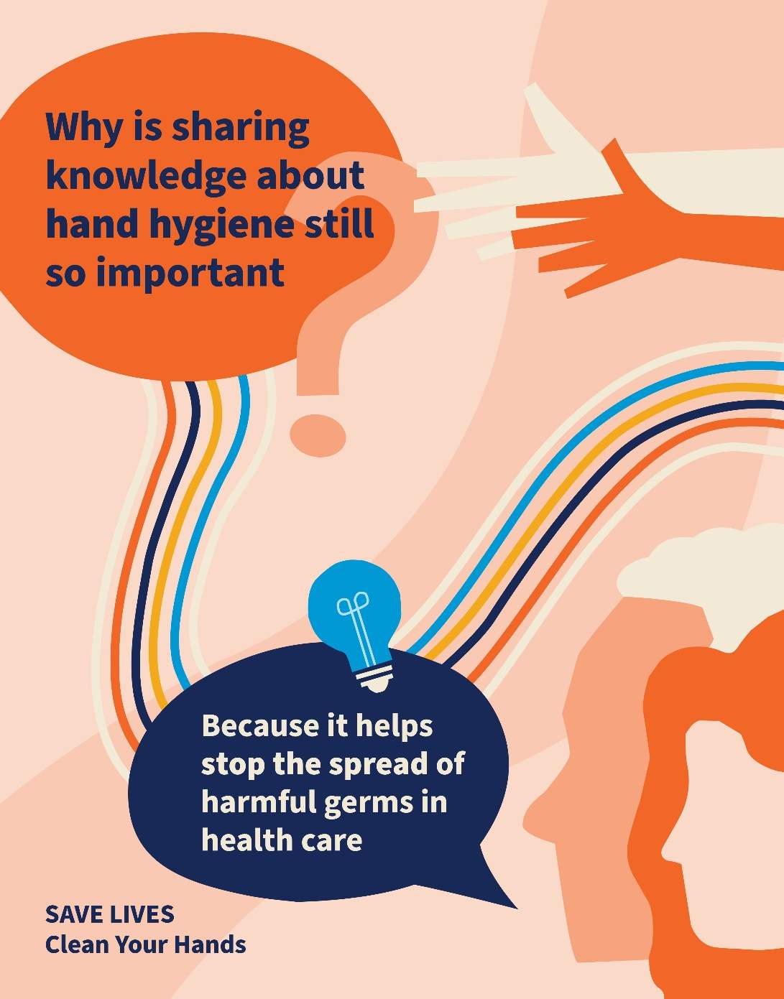 Why is sharing
knowledge about
hand hygiene still
so important
?
Because it helps
stop the spread of
harmful germs in
health care
SAVE LIVES
Clean Your Hands